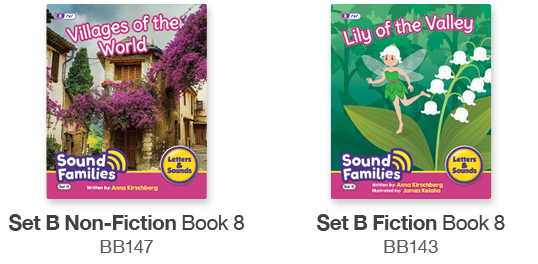 Villages of the
World
Sound
Families
Set B
Letters
& Sounds
Written by Anna Kirschberg
Set B Non-Fiction Book 8
BB147
Lily of the Valley
Sound
Families
Set B
Letters
& Sounds
Written by Anna Kirschberg
Illustrated by James Kelaho
Set B Fiction Book 8
BB143